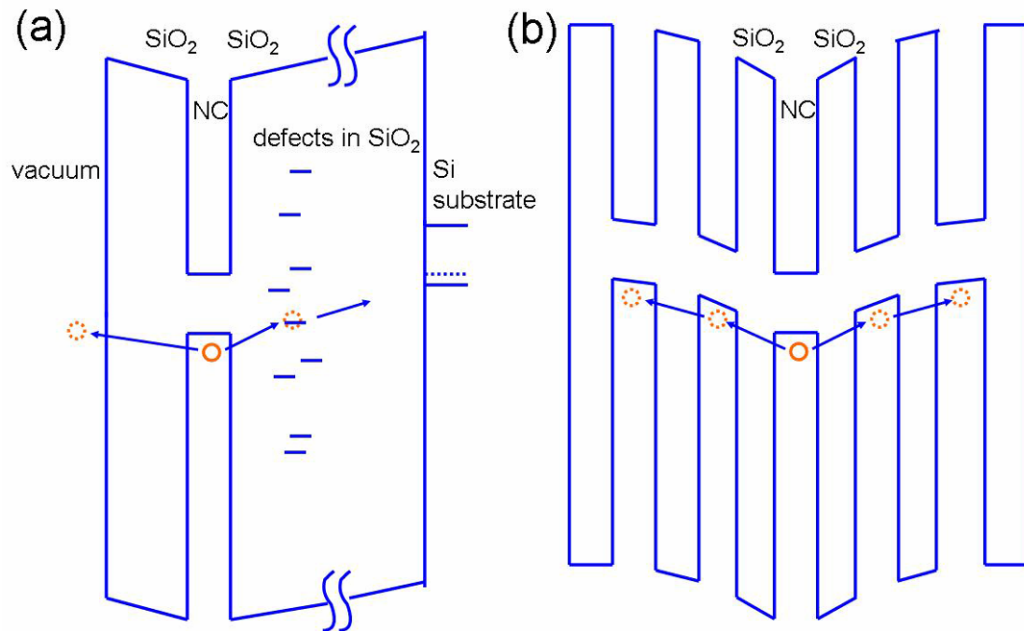 (a)
SiO2 SiO2
NC
defects in SiO2
vacuum
Si
substrate
(b)
SiO2 SiO2
NC